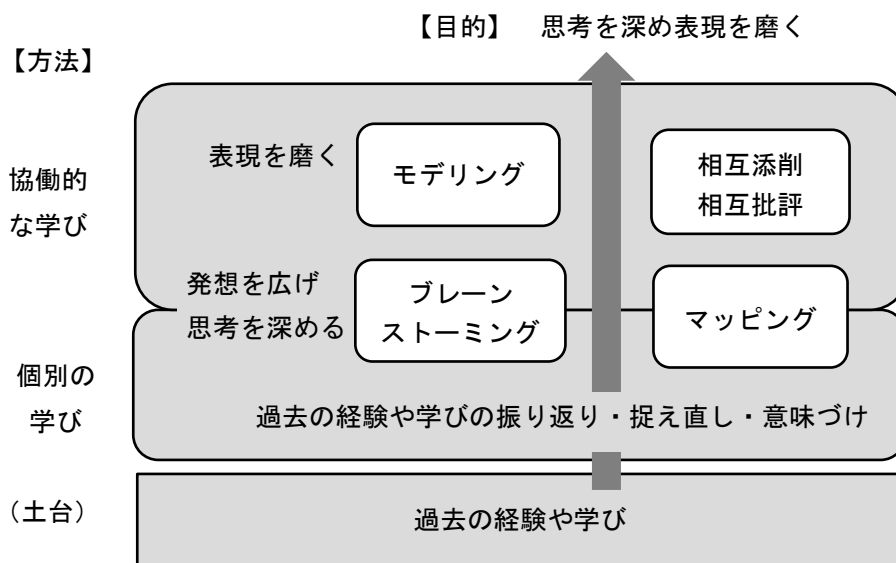 【目的】 思考を深め表現を磨く
【方法】
協働的
な学び
表現を磨く
モデリング
相互添削
相互批評
発想を広げ
思考を深める
ブレーン
ストーミング
マッピング
個別の
学び
過去の経験や学びの振り返り・捉え直し・意味づけ
（土台）
過去の経験や学び